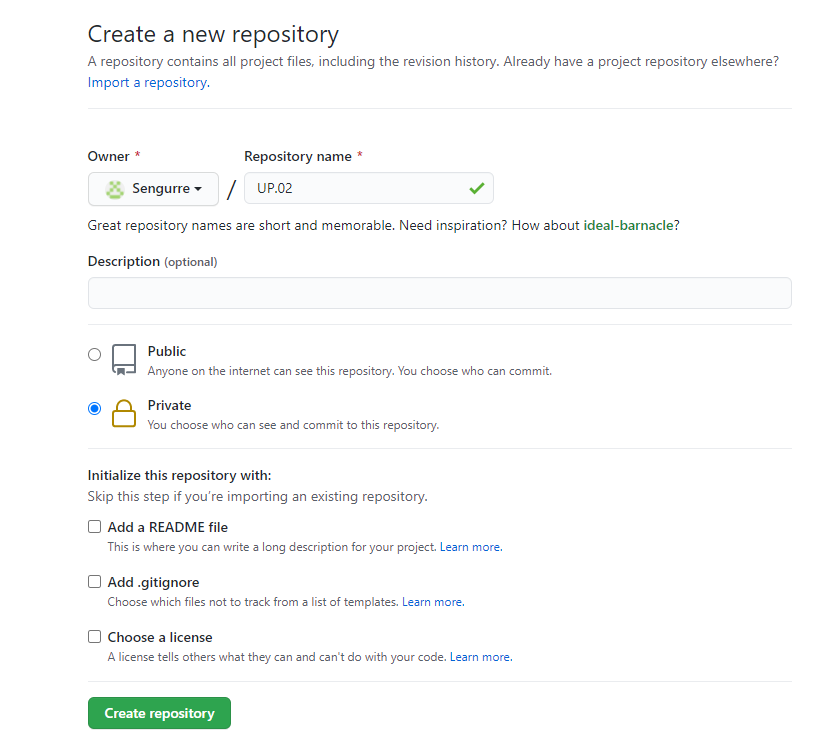 Create a new repository
A repository contains all project files, including the revision history. Already have a project repository elsewhere?
Import a repository.
Owner * Repository name *
Sengurre / UP.02
Great repository names are short and memorable. Need inspiration? How about ideal-barnacle?
Description (optional)
Public
Anyone on the internet can see this repository. You choose who can commit.
Private
You choose who can see and commit to this repository.
Initialize this repository with:
Skip this step if you’re importing an existing repository.
Add a README file
This is where you can write a long description for your project. Learn more.
Add .gitignore
Choose which files not to track from a list of templates. Learn more.
Choose a license
A license tells others what they can and can't do with your code. Learn more.
Create repository